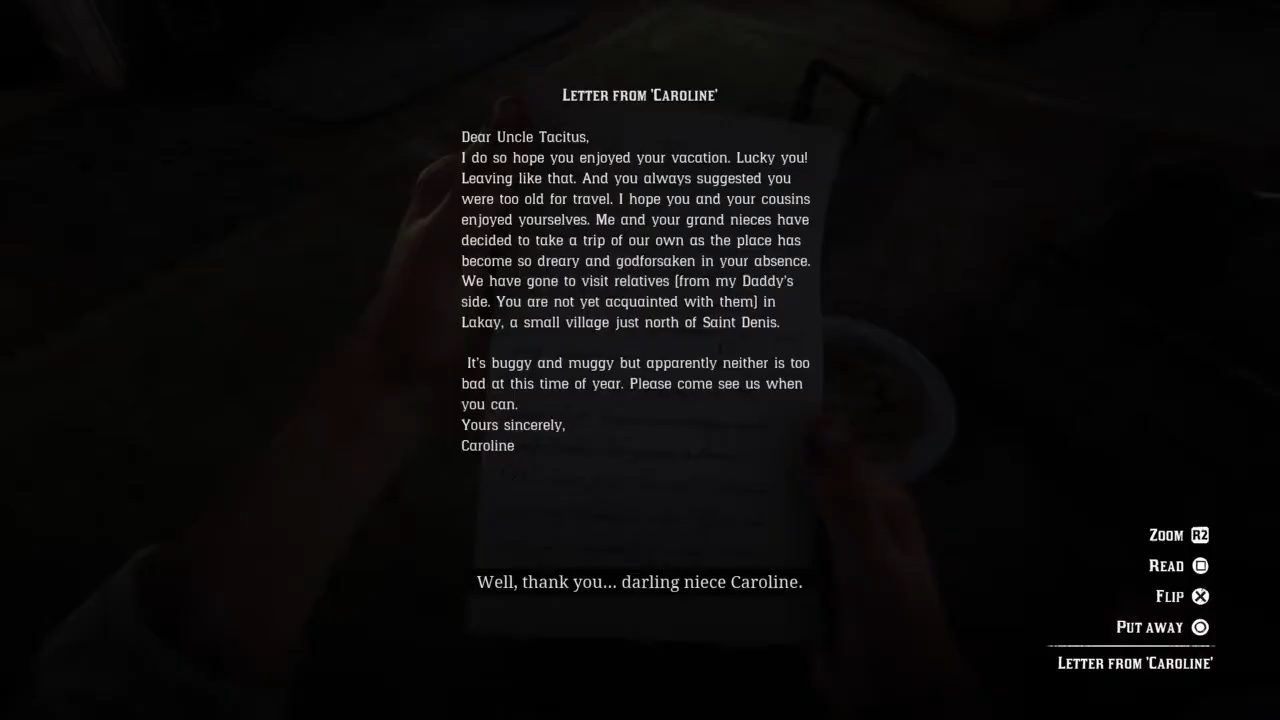 Letter from 'Caroline'
Dear Uncle Tacitus,
I do so hope you enjoyed your vacation. Lucky you!
Leaving like that. And you always suggested you
were too old for travel. I hope you and your cousins
enjoyed yourselves. Me and your grand nieces have
decided to take a trip of our own as the place has
become so dreary and godforsaken in your absence.
We have gone to visit relatives (from my Daddy's
side. You are not yet acquainted with them) in
Lakay, a small village just north of Saint Denis.
It's buggy and muggy but apparently neither is too
bad at this time of year. Please come see us when
you can.
Yours sincerely,
Caroline
Well, thank you... darling niece Caroline.
Zoom R2
Read
Flip
Put away
Letter from 'Caroline'